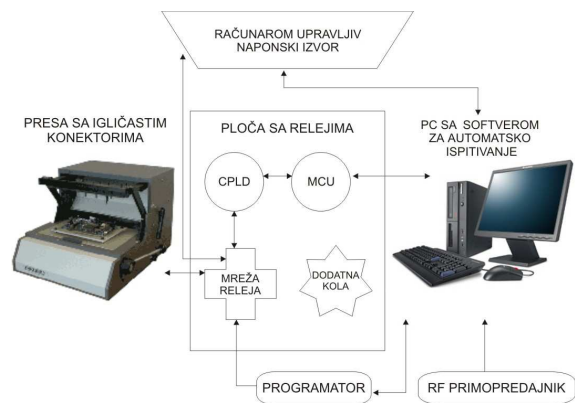 RAČUNAROM UPRAVLJIV
NAPONSKI IZVOR
PRESA SA IGLIČASTIM
KONEKTORIMA
PLOČA SA RELEJIMA
PC SA SOFTVEROM
ZA AUTOMATSKO
ISPITIVANJE
CPLD
MCU
MREŽA
RELEJA
DODATNA
KOLA
PROGRAMATOR
RF PRIMOPREDAJNIK